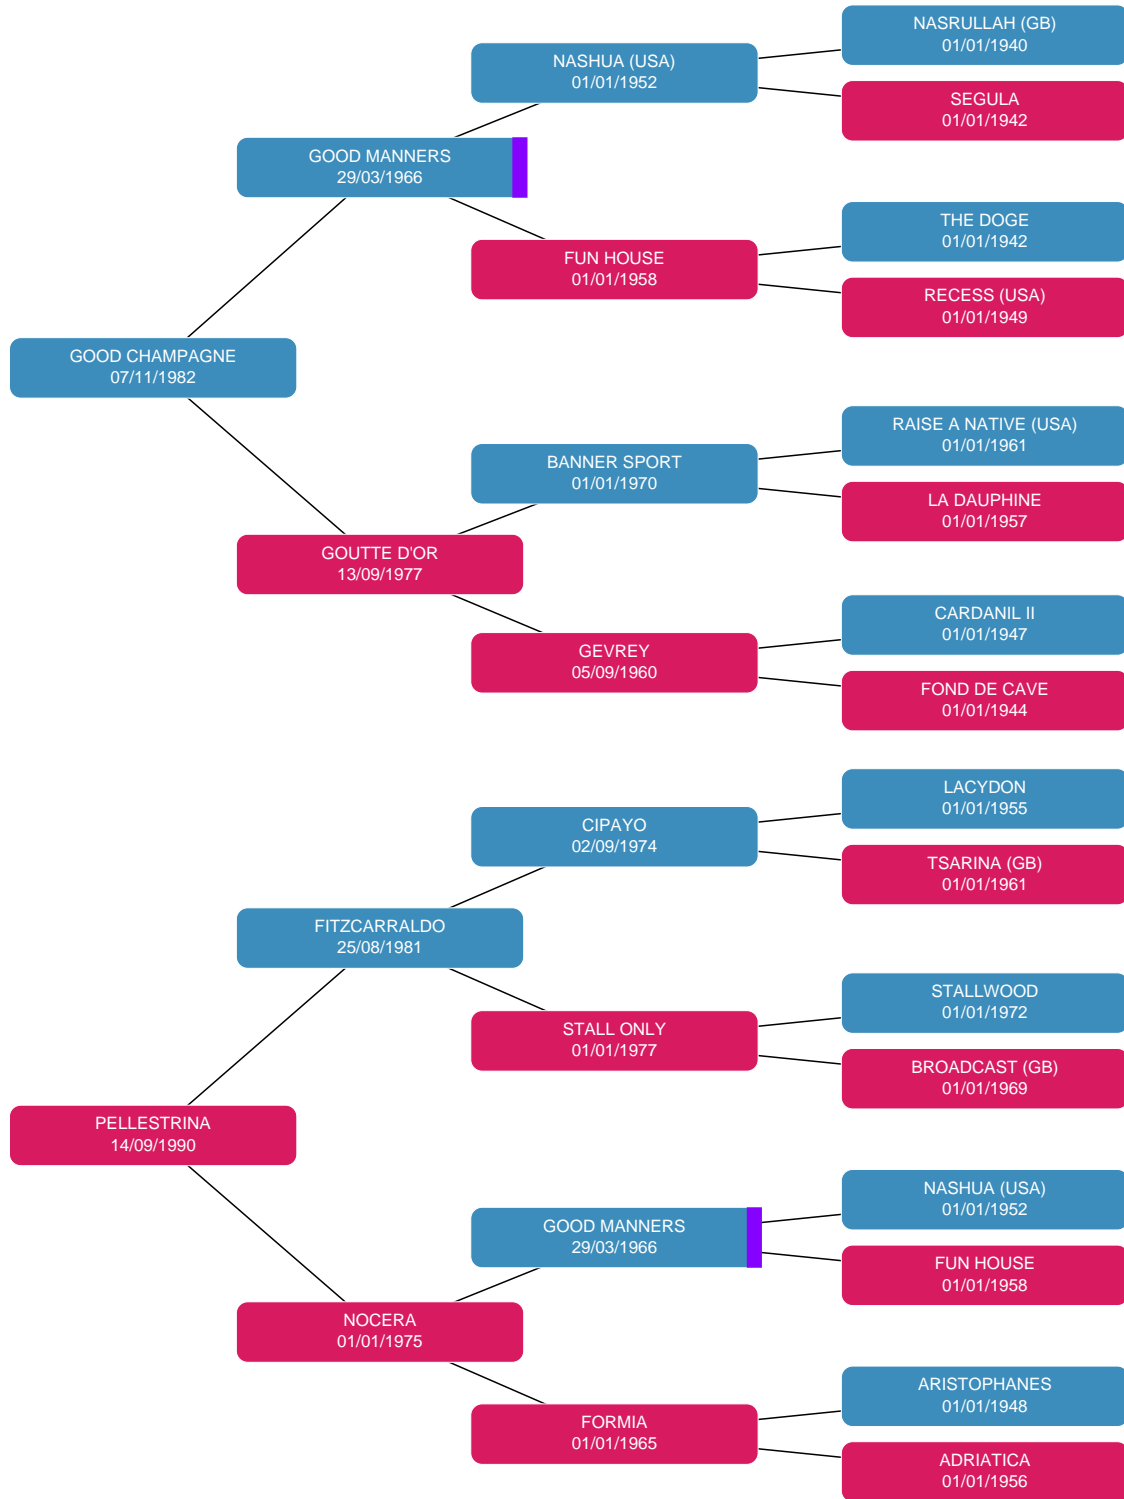 NASRULLAH (GB)
01/01/1940
NASHUA (USA)
01/01/1952
SEGULA
01/01/1942
GOOD MANNERS
29/03/1966
THE DOGE
01/01/1942
FUN HOUSE
01/01/1958
RECESS (USA)
01/01/1949
GOOD CHAMPAGNE
07/11/1982
RAISE A NATIVE (USA)
01/01/1961
BANNER SPORT
01/01/1970
LA DAUPHINE
01/01/1957
GOUTTE D'OR
13/09/1977
CARDANIL II
01/01/1947
GEVREY
05/09/1960
FOND DE CAVE
01/01/1944
LACYDON
01/01/1955
CIPAYO
02/09/1974
TSARINA (GB)
01/01/1961
FITZCARRALDO
25/08/1981
STALLWOOD
01/01/1972
STALL ONLY
01/01/1977
BROADCAST (GB)
01/01/1969
PELLESTRINA
14/09/1990
NASHUA (USA)
01/01/1952
GOOD MANNERS
29/03/1966
FUN HOUSE
01/01/1958
NOCERA
01/01/1975
ARISTOPHANES
01/01/1948
FORMIA
01/01/1965
ADRIATICA
01/01/1956